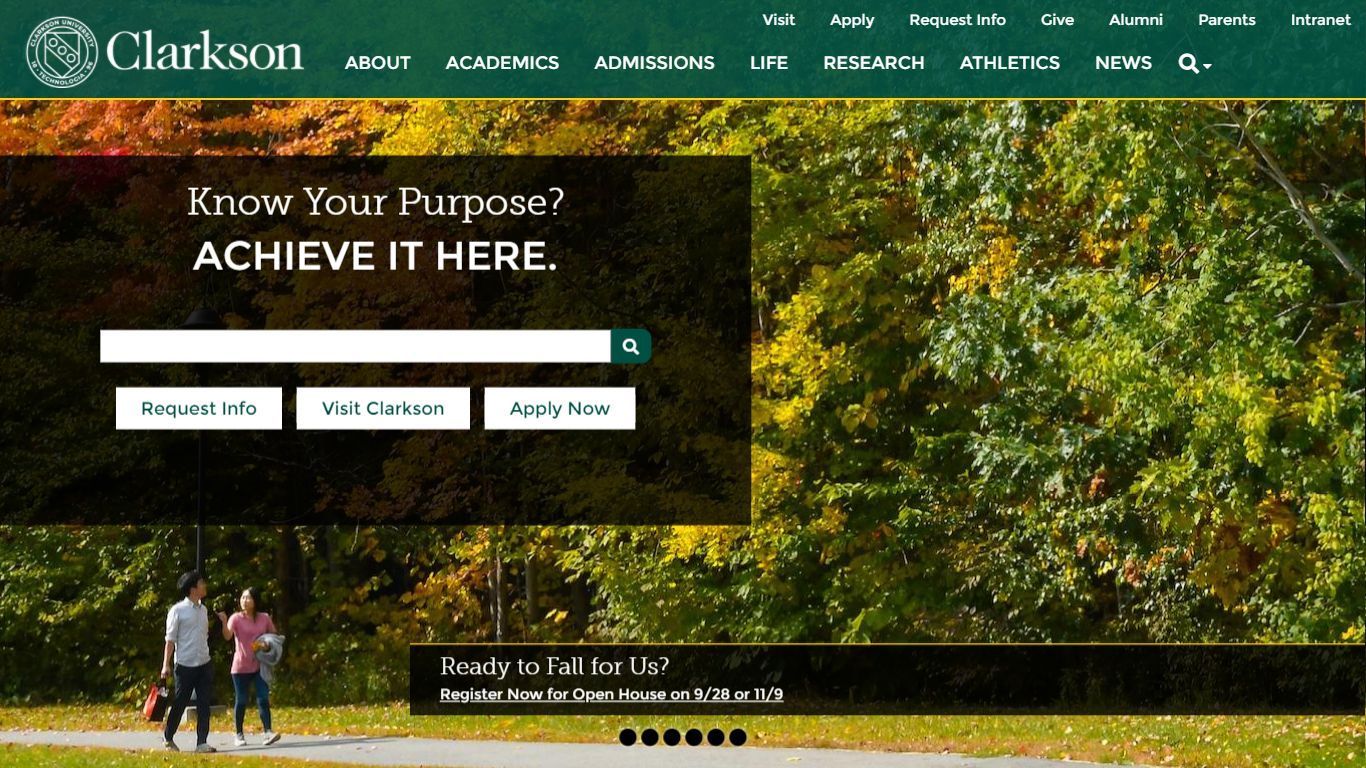 Visit Apply Request Info Give Alumni Parents Intranet
CLARKSON UNIVERSITY
TECHNOLOGIA
Clarkson
ABOUT ACADEMICS ADMISSIONS LIFE RESEARCH ATHLETICS NEWS
Know Your Purpose?
ACHIEVE IT HERE.
Request Info Visit Clarkson Apply Now
Ready to Fall for Us?
Register Now for Open House on 9/28 or 11/9